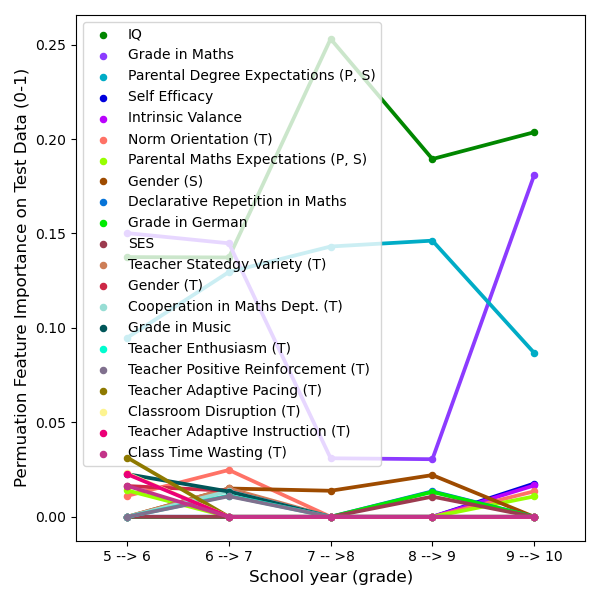 0.25
0.20
0.15
0.10
0.05
0.00
Permuation Feature Importance on Test Data (0-1)
IQ
Grade in Maths
Parental Degree Expectations (P, S)
Self Efficacy
Intrinsic Valance
Norm Orientation (T)
Parental Maths Expectations (P, S)
Gender (S)
Declarative Repetition in Maths
Grade in German
SES
Teacher Statedgy Variety (T)
Gender (T)
Cooperation in Maths Dept. (T)
Grade in Music
Teacher Enthusiasm (T)
Teacher Positive Reinforcement (T)
Teacher Adaptive Pacing (T)
Classroom Disruption (T)
Teacher Adaptive Instruction (T)
Class Time Wasting (T)
5 --> 6 6 --> 7 7 -- >8 8 --> 9 9 --> 10
School year (grade)